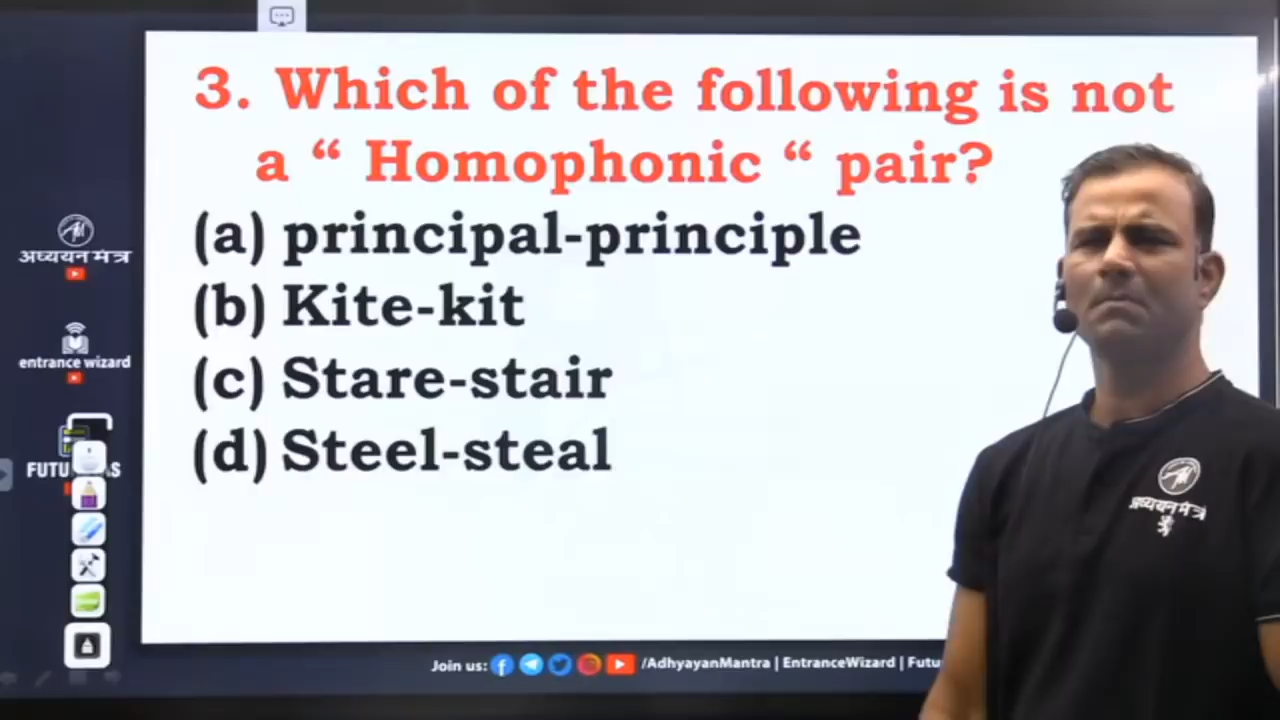 3. Which of the following is not
a “ Homophonic “ pair?
(a) principal-principle
(b) Kite-kit
(c) Stare-stair
(d) Steel-steal
अध्ययन मंत्र
entrance wizard
अध्ययन मंत्र
Join us: /AdhyayanMantra | EntranceWizard |